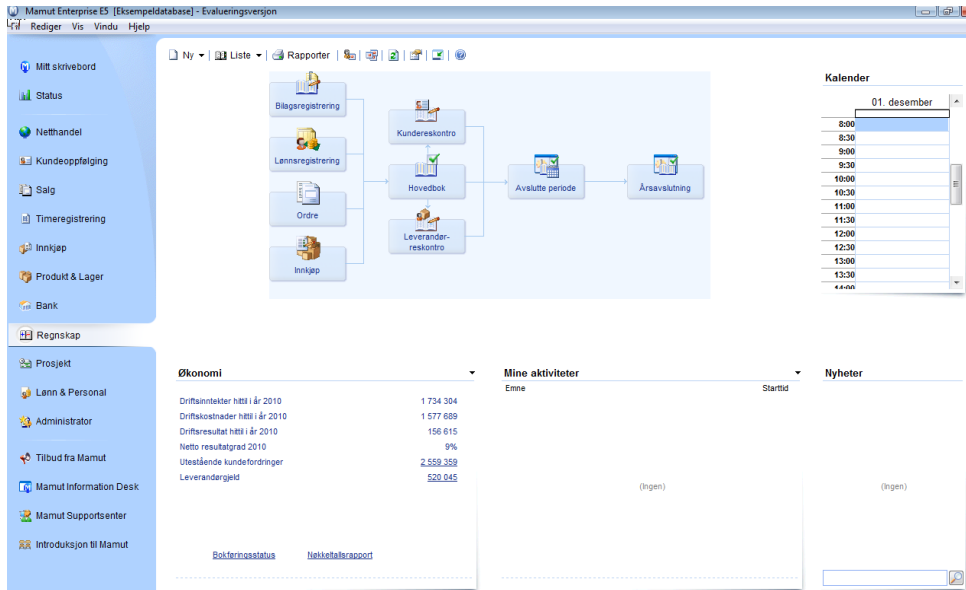 Mamut Enterprise E5 [Eksempeldatabase] - Evalueringsversjon
Fil Rediger Vis Vindu Hjelp
Mitt skrivebord
Status
Netthandel
Kundeoppfølging
Salg
Timeregistrering
Innkjøp
Produkt & Lager
Bank
Regnskap
Prosjekt
Lønn & Personal
Administrator
Tilbud fra Mamut
Mamut Information Desk
Mamut Supportsenter
Introduksjon til Mamut
Ny Liste Rapporter
Bilagsregistrering
Lønnsregistrering
Ordre
Innkjøp
Kundereskontro
Hovedbok
Leverandør-
reskontro
Avslutte periode
Årsavslutning
Kalender
01. desember
8:00
8:30
9:00
9:30
10:00
10:30
11:00
11:30
12:00
12:30
13:00
13:30
14:00
Økonomi
Driftsinntekter hittil i år 2010 1 734 304
Driftskostnader hittil i år 2010 1 577 689
Driftsresultat hittil i år 2010 156 615
Netto resultatgrad 2010 9%
Utestående kundefordringer 2 559 359
Leverandørgjeld 520 045
Bokføringsstatus Nøkkeltallsrapport
Mine aktiviteter
Emne Starttid
(Ingen)
Nyheter
(Ingen)